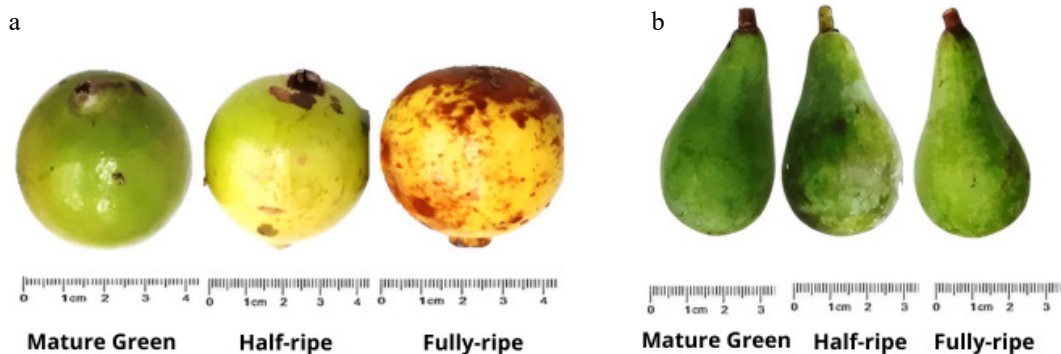 a
b
0 1cm 2 3 4
0 1cm 2 3 4
0 1cm 2 3 4
0 1cm 2 3
0 1cm 2 3
0 1cm 2 3
Mature Green
Half-ripe
Fully-ripe
Mature Green
Half-ripe
Fully-ripe